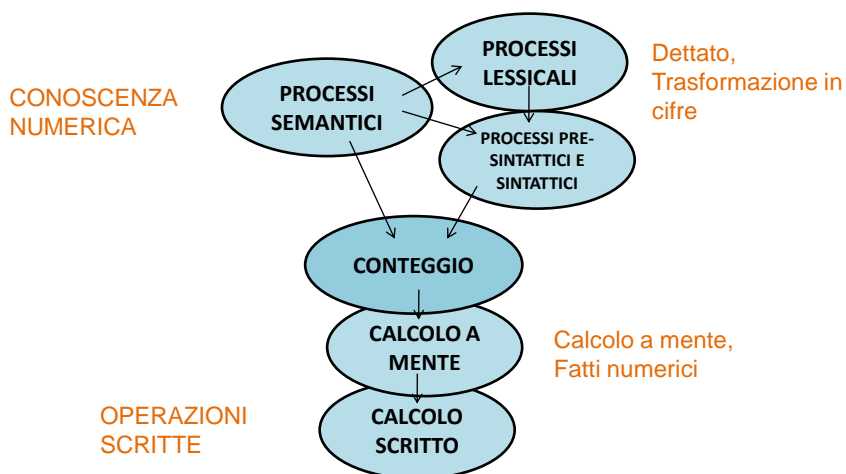 PROCESSI
LESSICALI
Dettato,
Trasformazione in
cifre
CONOSCENZA
NUMERICA
PROCESSI
SEMANTICI
PROCESSI PRE-
SINTATTICI E
SINTATTICI
CONTEGGIO
CALCOLO A
MENTE
Calcolo a mente,
Fatti numerici
OPERAZIONI
SCRITTE
CALCOLO
SCRITTO